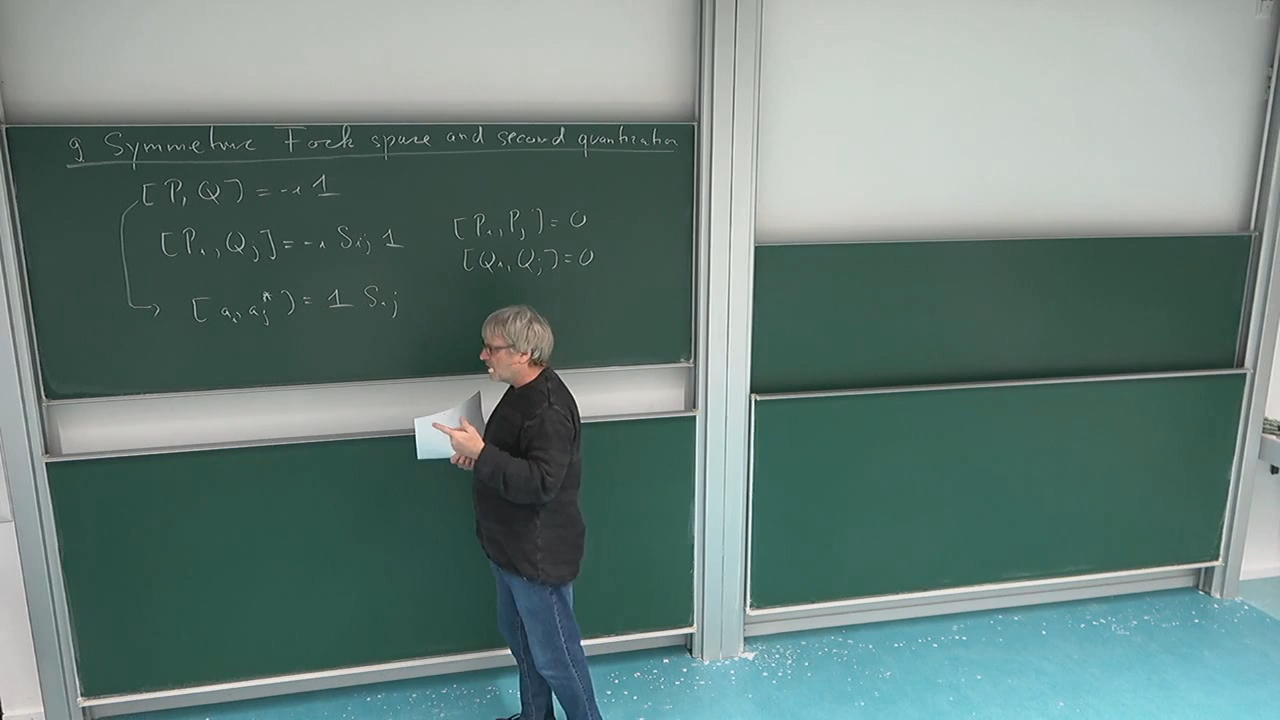 9 Symmetric Fock space and second quantization
[P, Q] = -i 1
[P_i, Q_j] = -i δ_ij 1
[P_i, P_j] = 0
[Q_i, Q_j] = 0
[a_i, a_j^*] = 1 δ_ij